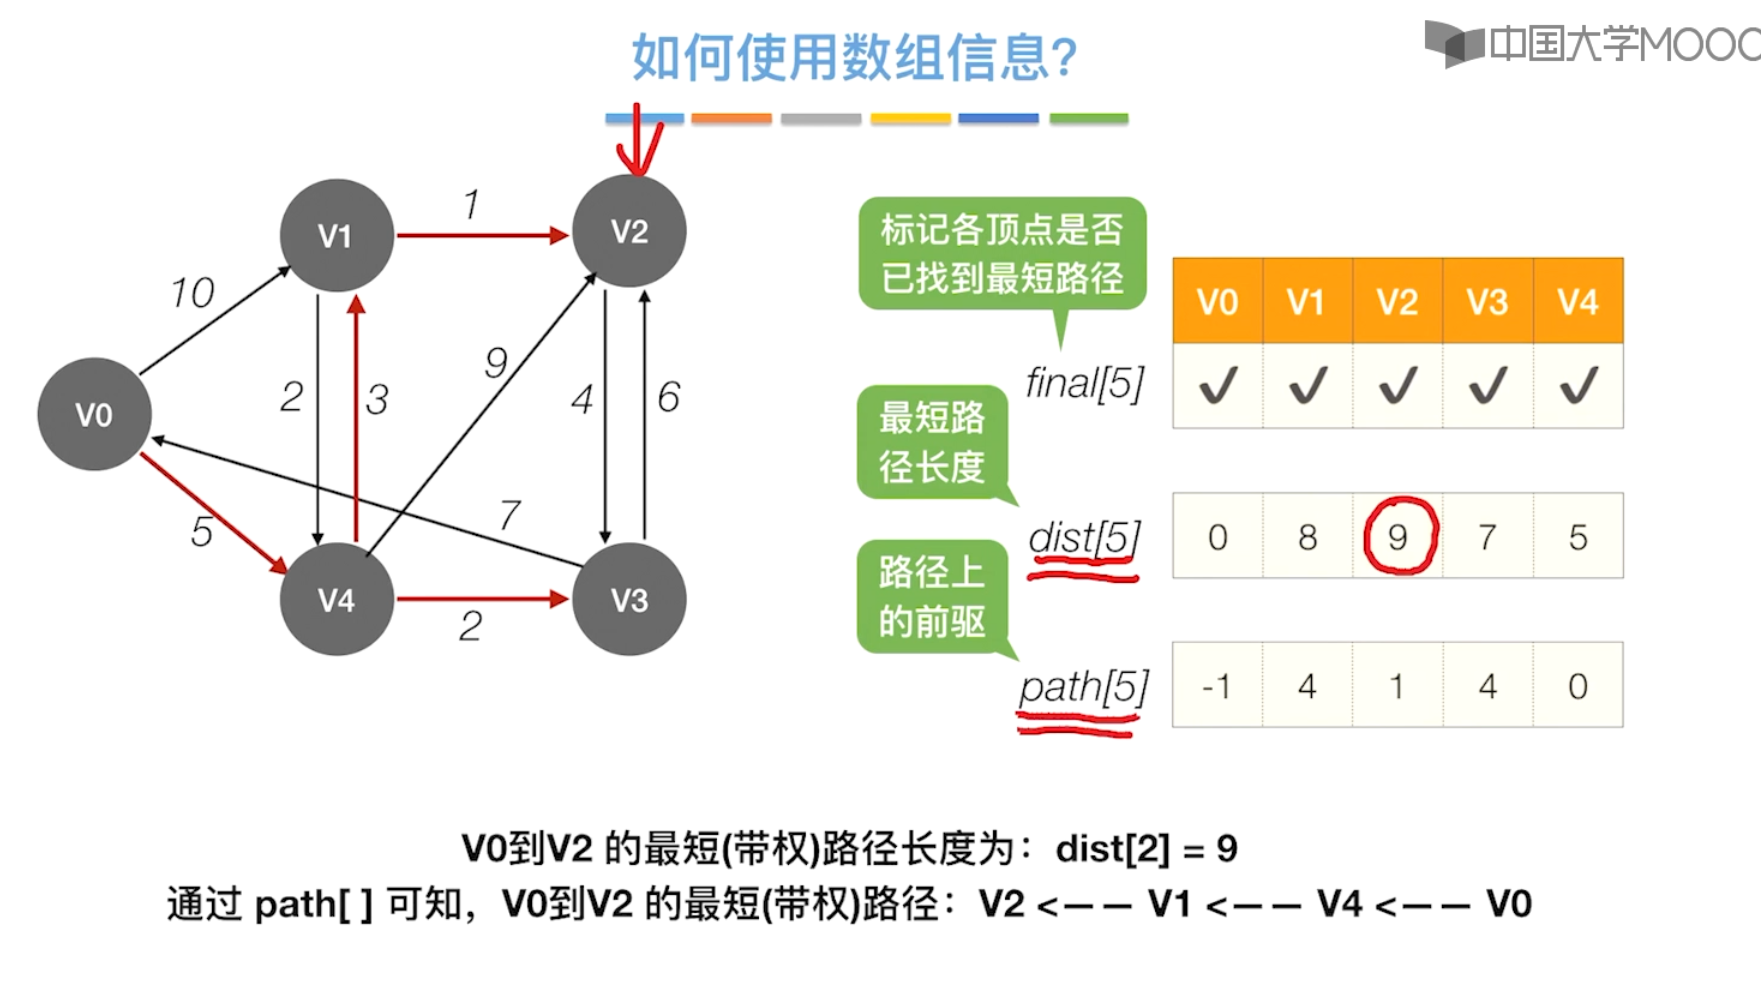 如何使用数组信息?
中国大学MOOC
V1
1
V2
10
2
3
9
4
6
V0
5
7
V4
2
V3
标记各顶点是否
已找到最短路径
V0 V1 V2 V3 V4
final[5] ✓ ✓ ✓ ✓ ✓
最短路
径长度
dist[5] 0 8 9 7 5
路径上
的前驱
path[5] -1 4 1 4 0
V0到V2 的最短(带权)路径长度为：dist[2] = 9
通过 path[ ] 可知，V0到V2 的最短(带权)路径：V2 <— — V1 <— — V4 <— — V0